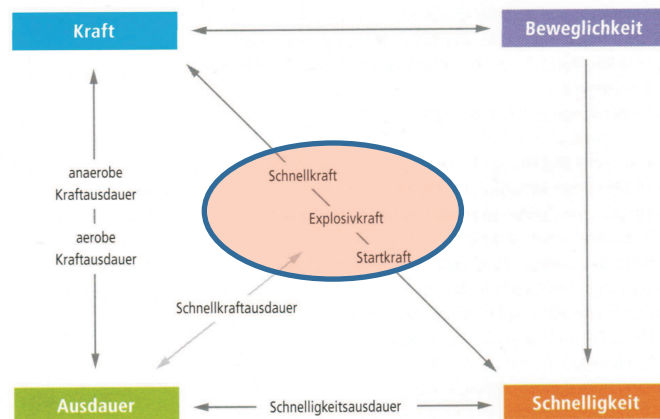 Kraft
Beweglichkeit
Schnellkraft
anaerobe
Kraftausdauer
Explosivkraft
aerobe
Kraftausdauer
Startkraft
Schnellkraftausdauer
Ausdauer
Schnelligkeitsausdauer
Schnelligkeit